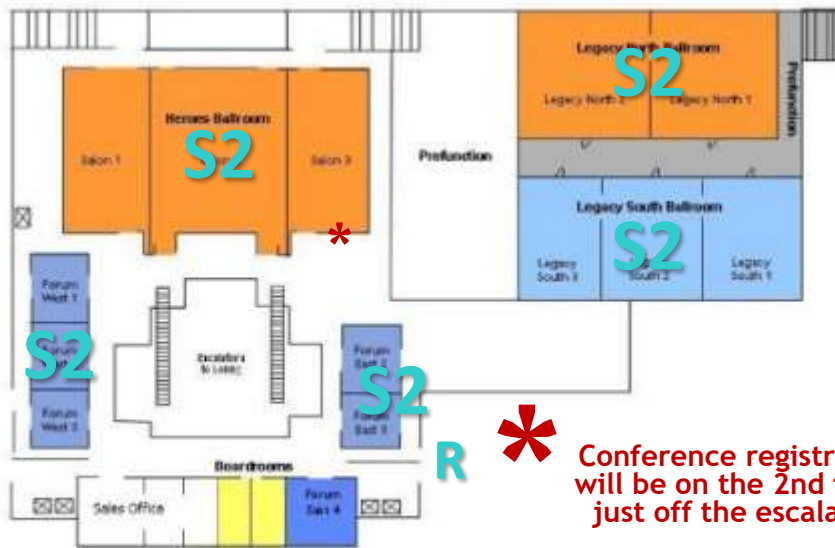 Legacy North Ballroom
S2
Legacy North 2
Legacy North 1
Prefunction
Heroes Ballroom
Salon 1
S2
Salon 3
Prefunction
*
Legacy South Ballroom
S2
Legacy
South 3
Legacy
South 2
Legacy
South 1
Forum
West 1
S2
Forum
Forum
West 3
Escalators
to Lobby
Forum
East 2
S2
Forum
East 3
R
*
Conference registr
will be on the 2nd
just off the escala
Boardrooms
Sales Office
Forum
East 4